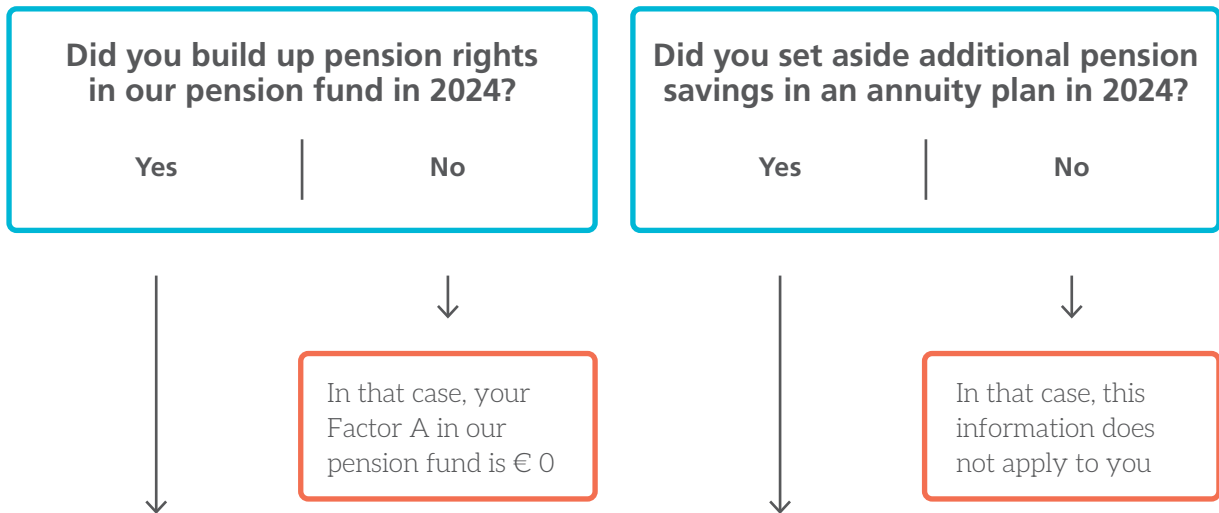 Did you build up pension rights
in our pension fund in 2024?
Yes
No
In that case, your
Factor A in our
pension fund is € 0
Did you set aside additional pension
savings in an annuity plan in 2024?
Yes
No
In that case, this
information does
not apply to you